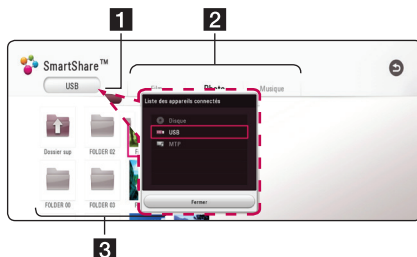 1
2
SmartShare™
USB
Photo
Musique
Liste des appareils connectés
Disque
USB
MTP
Dossier sup
FOLDER 02
Fermer
FOLDER 00
FOLDER 03
3